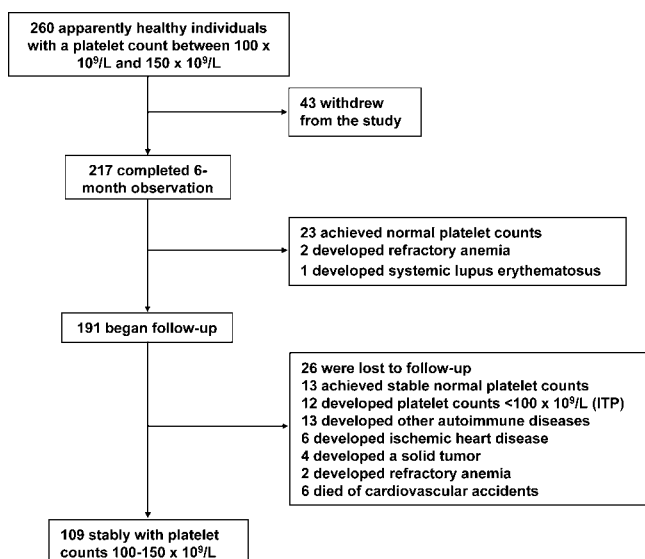 260 apparently healthy individuals
with a platelet count between 100 x
10⁹/L and 150 x 10⁹/L
43 withdrew
from the study
217 completed 6-
month observation
23 achieved normal platelet counts
2 developed refractory anemia
1 developed systemic lupus erythematosus
191 began follow-up
26 were lost to follow-up
13 achieved stable normal platelet counts
12 developed platelet counts <100 x 10⁹/L (ITP)
13 developed other autoimmune diseases
6 developed ischemic heart disease
4 developed a solid tumor
2 developed refractory anemia
6 died of cardiovascular accidents
109 stably with platelet
counts 100-150 x 10⁹/L